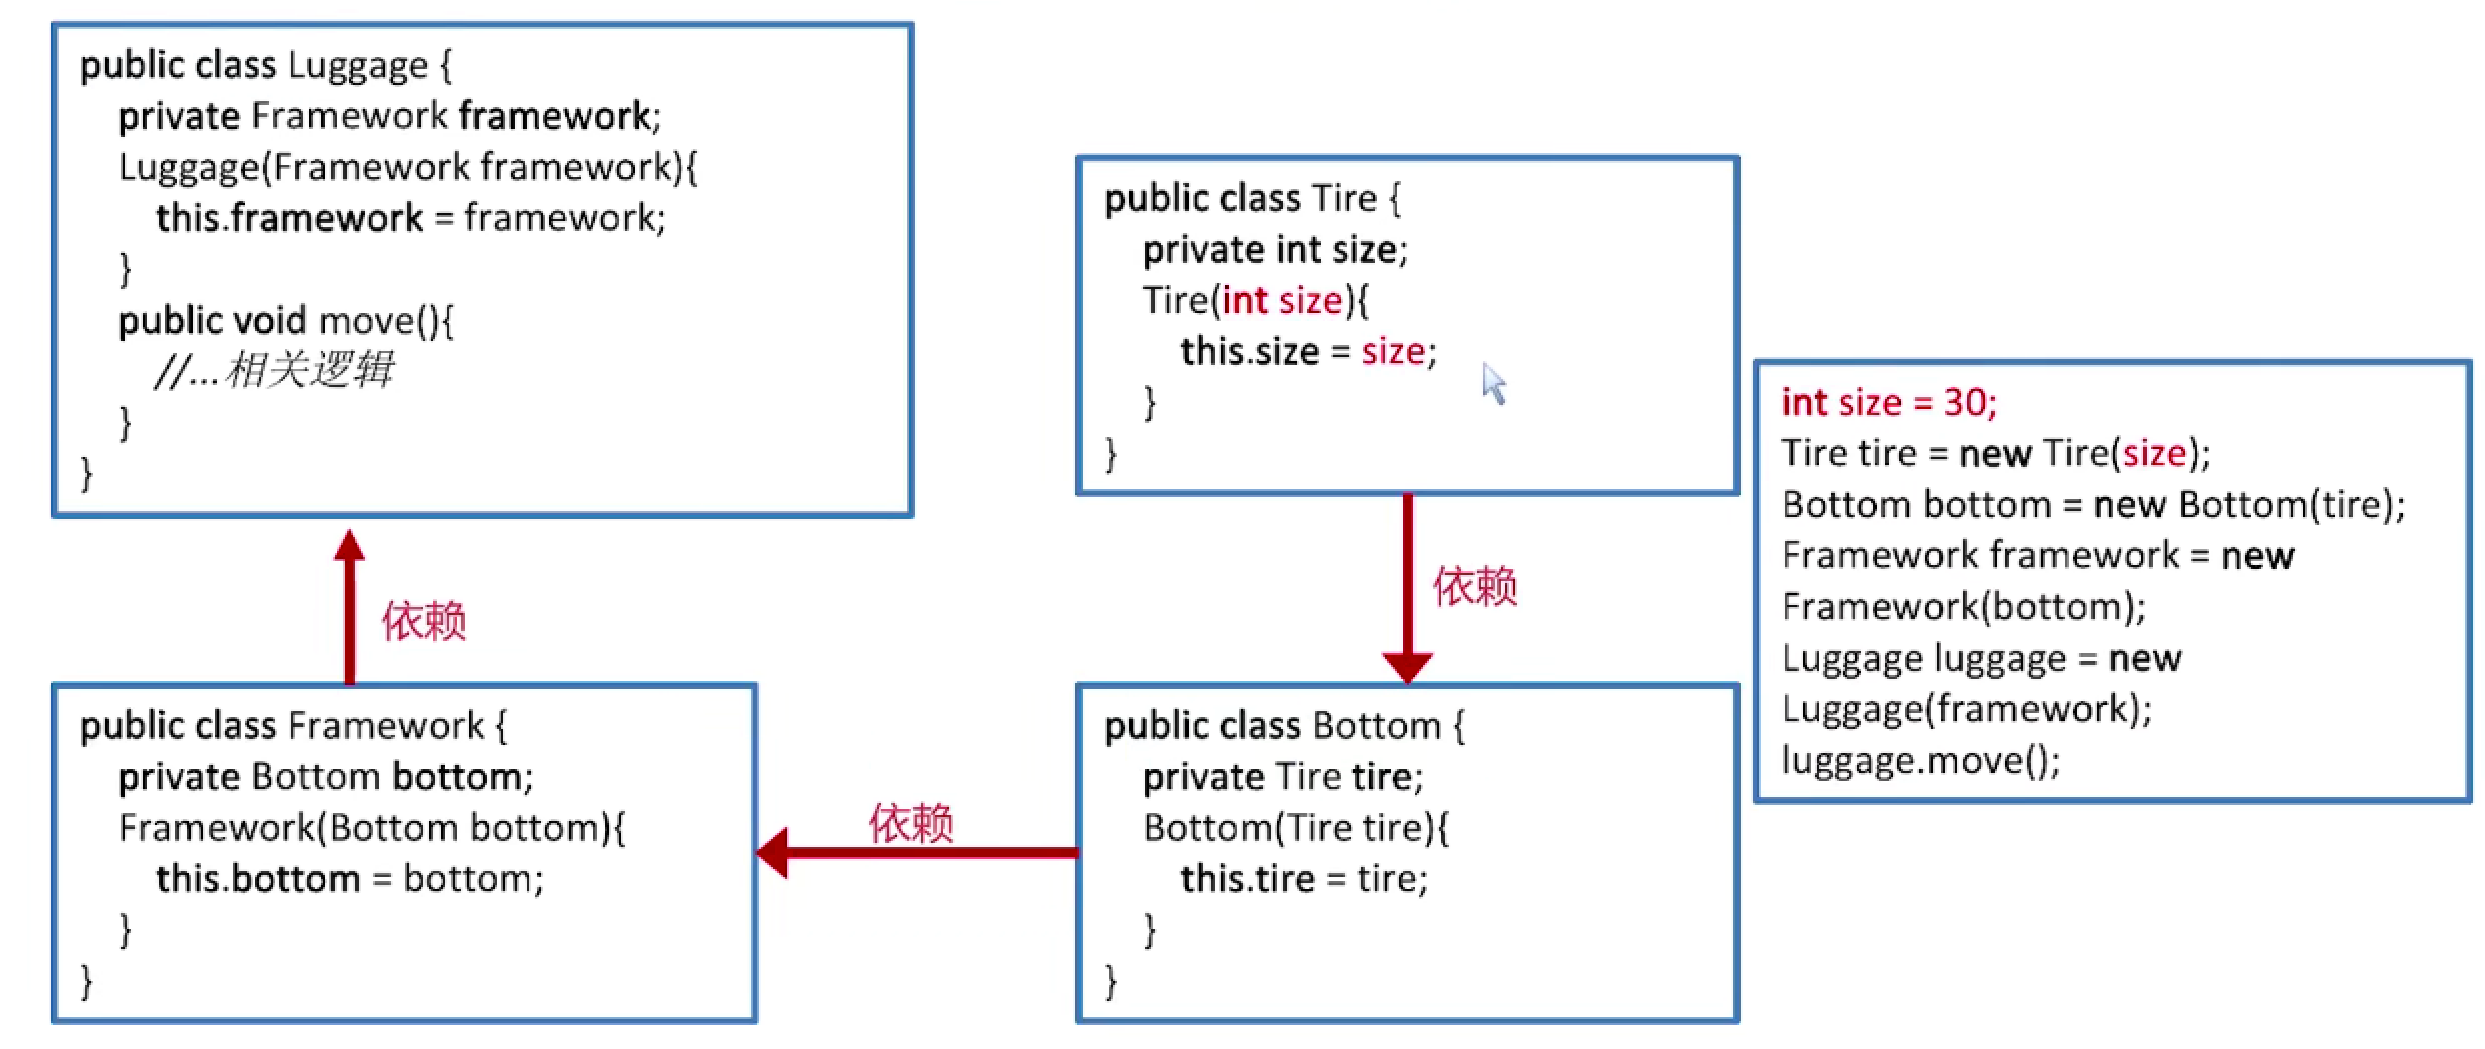 public class Luggage {
private Framework framework;
Luggage(Framework framework){
this.framework = framework;
}
public void move(){
//...相关逻辑
}
}
依赖
public class Framework {
private Bottom bottom;
Framework(Bottom bottom){
this.bottom = bottom;
}
}
依赖
public class Tire {
private int size;
Tire(int size){
this.size = size;
}
}
依赖
public class Bottom {
private Tire tire;
Bottom(Tire tire){
this.tire = tire;
}
}
int size = 30;
Tire tire = new Tire(size);
Bottom bottom = new Bottom(tire);
Framework framework = new
Framework(bottom);
Luggage luggage = new
Luggage(framework);
luggage.move();